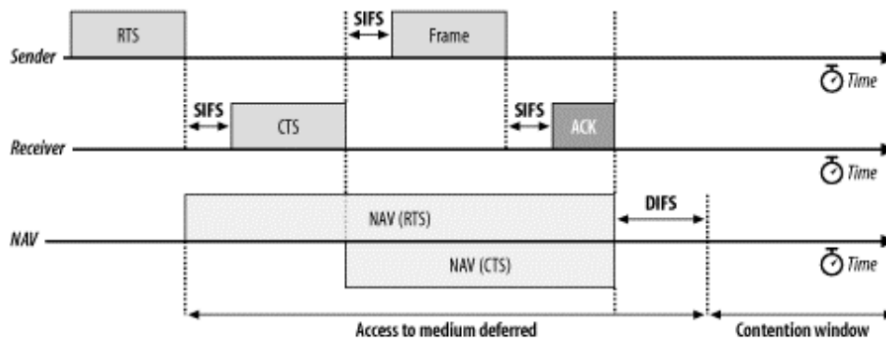 SIFS
RTS
Frame
Sender
Time
SIFS
SIFS
CTS
ACK
Receiver
Time
DIFS
NAV (RTS)
NAV
NAV (CTS)
Time
Access to medium deferred
Contention window